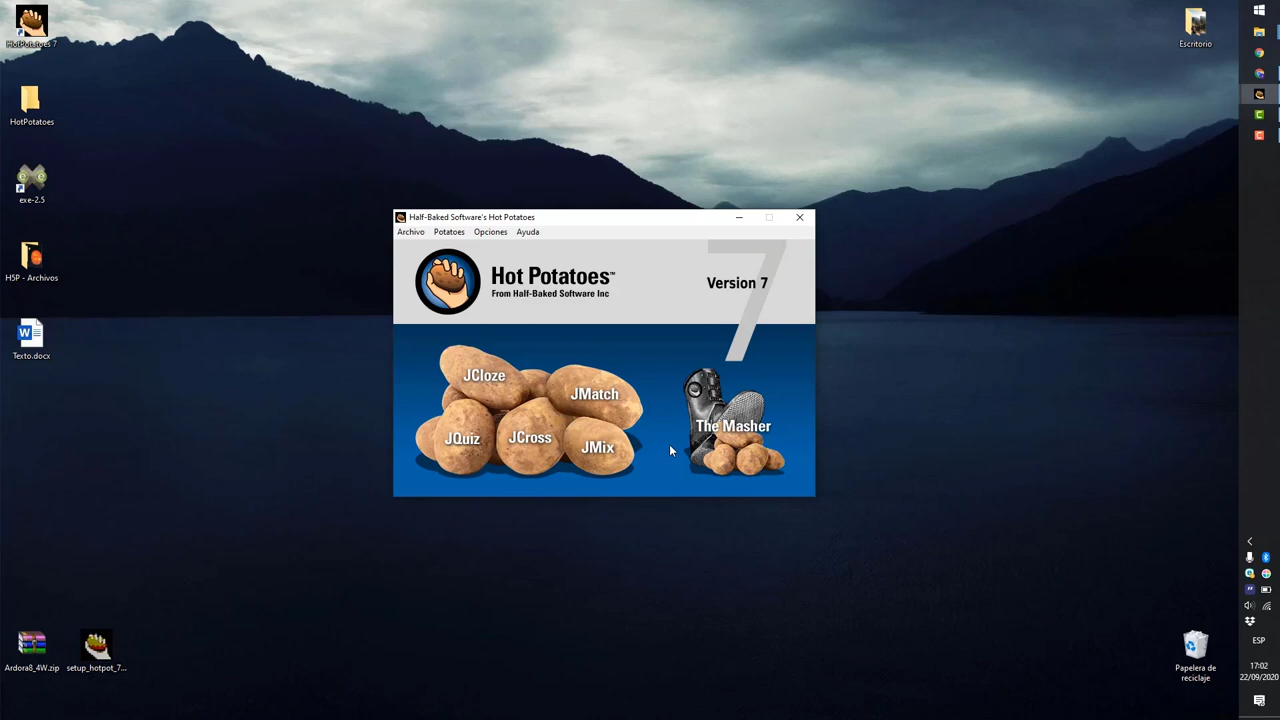 HotPotatoes 7
HotPotatoes
exe-2.5
H5P - Archivos
Texto.docx
Ardora8_4W.zip
setup_hotpot_7...
Escritorio
Half-Baked Software's Hot Potatoes
Archivo Potatoes Opciones Ayuda
Hot Potatoes™
From Half-Baked Software Inc
7
Version 7
JCloze
JMatch
JQuiz
JCross
JMix
The Masher
Papelera de
reciclaje
ESP
17:02
22/09/2020